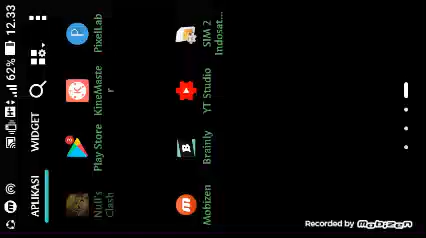 12.33
62%
APLIKASI WIDGET
Null's Clash
Play Store
KineMaste
r
PixelLab
Mobizen
Brainly
YT Studio
SIM 2
Indosat...
Recorded by MOBIZEN